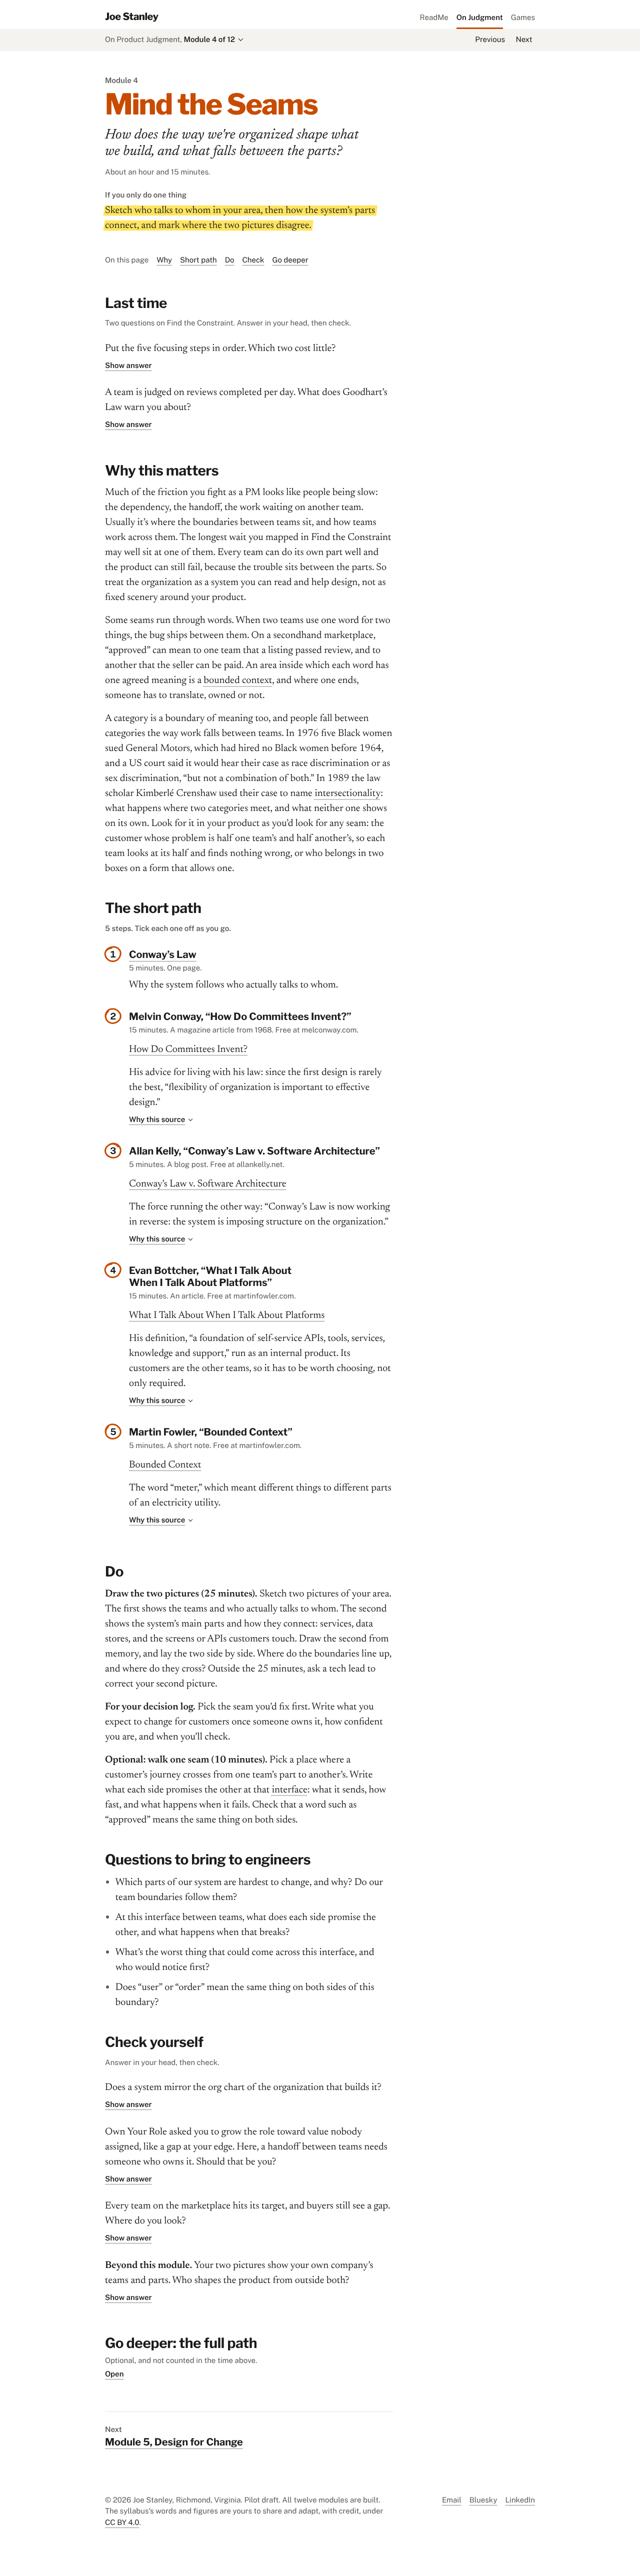 Joe Stanley
ReadMe On Judgment Games
On Product Judgment, Module 4 of 12
Previous Next
Module 4
Mind the Seams
How does the way we're organized shape what
we build, and what falls between the parts?
About an hour and 15 minutes.
If you only do one thing
Sketch who talks to whom in your area, then how the system's parts
connect, and mark where the two pictures disagree.
On this page Why Short path Do Check Go deeper
Last time
Two questions on Find the Constraint. Answer in your head, then check.
Put the five focusing steps in order. Which two cost little?
Show answer
A team is judged on reviews completed per day. What does Goodhart's
Law warn you about?
Show answer
Why this matters
Much of the friction you fight as a PM looks like people being slow:
the dependency, the handoff, the work waiting on another team.
Usually it's where the boundaries between teams sit, and how teams
work across them. The longest wait you mapped in Find the Constraint
may well sit at one of them. Every team can do its own part well and
the product can still fail, because the trouble sits between the parts. So
treat the organization as a system you can read and help design, not as
fixed scenery around your product.
Some seams run through words. When two teams use one word for two
things, the bug ships between them. On a secondhand marketplace,
“approved” can mean to one team that a listing passed review, and to
another that the seller can be paid. An area inside which each word has
one agreed meaning is a bounded context, and where one ends,
someone has to translate, owned or not.
A category is a boundary of meaning too, and people fall between
categories the way work falls between teams. In 1976 five Black women
sued General Motors, which had hired no Black women before 1964,
and a US court said it would hear their case as race discrimination or as
sex discrimination, “but not a combination of both.” In 1989 the law
scholar Kimberlé Crenshaw used their case to name intersectionality:
what happens where two categories meet, and what neither one shows
on its own. Look for it in your product as you'd look for any seam: the
customer whose problem is half one team's and half another's, so each
team looks at its half and finds nothing wrong, or who belongs in two
boxes on a form that allows one.
The short path
5 steps. Tick each one off as you go.
1 Conway's Law
5 minutes. One page.
Why the system follows who actually talks to whom.
2 Melvin Conway, “How Do Committees Invent?”
15 minutes. A magazine article from 1968. Free at melconway.com.
How Do Committees Invent?
His advice for living with his law: since the first design is rarely
the best, “flexibility of organization is important to effective
design.”
Why this source
3 Allan Kelly, “Conway's Law v. Software Architecture”
5 minutes. A blog post. Free at allankelly.net.
Conway's Law v. Software Architecture
The force running the other way: “Conway's Law is now working
in reverse: the system is imposing structure on the organization.”
Why this source
4 Evan Bottcher, “What I Talk About
When I Talk About Platforms”
15 minutes. An article. Free at martinfowler.com.
What I Talk About When I Talk About Platforms
His definition, “a foundation of self-service APIs, tools, services,
knowledge and support,” run as an internal product. Its
customers are the other teams, so it has to be worth choosing, not
only required.
Why this source
5 Martin Fowler, “Bounded Context”
5 minutes. A short note. Free at martinfowler.com.
Bounded Context
The word “meter,” which meant different things to different parts
of an electricity utility.
Why this source
Do
Draw the two pictures (25 minutes). Sketch two pictures of your area.
The first shows the teams and who actually talks to whom. The second
shows the system's main parts and how they connect: services, data
stores, and the screens or APIs customers touch. Draw the second from
memory, and lay the two side by side. Where do the boundaries line up,
and where do they cross? Outside the 25 minutes, ask a tech lead to
correct your second picture.
For your decision log. Pick the seam you'd fix first. Write what you
expect to change for customers once someone owns it, how confident
you are, and when you'll check.
Optional: walk one seam (10 minutes). Pick a place where a
customer's journey crosses from one team's part to another's. Write
what each side promises the other at that interface: what it sends, how
fast, and what happens when it fails. Check that a word such as
“approved” means the same thing on both sides.
Questions to bring to engineers
• Which parts of our system are hardest to change, and why? Do our
team boundaries follow them?
• At this interface between teams, what does each side promise the
other, and what happens when that breaks?
• What's the worst thing that could come across this interface, and
who would notice first?
• Does “user” or “order” mean the same thing on both sides of this
boundary?
Check yourself
Answer in your head, then check.
Does a system mirror the org chart of the organization that builds it?
Show answer
Own Your Role asked you to grow the role toward value nobody
assigned, like a gap at your edge. Here, a handoff between teams needs
someone who owns it. Should that be you?
Show answer
Every team on the marketplace hits its target, and buyers still see a gap.
Where do you look?
Show answer
Beyond this module. Your two pictures show your own company's
teams and parts. Who shapes the product from outside both?
Show answer
Go deeper: the full path
Optional, and not counted in the time above.
Open
Next
Module 5, Design for Change
© 2026 Joe Stanley, Richmond, Virginia. Pilot draft. All twelve modules are built.
The syllabus's words and figures are yours to share and adapt, with credit, under
CC BY 4.0.
Email Bluesky LinkedIn